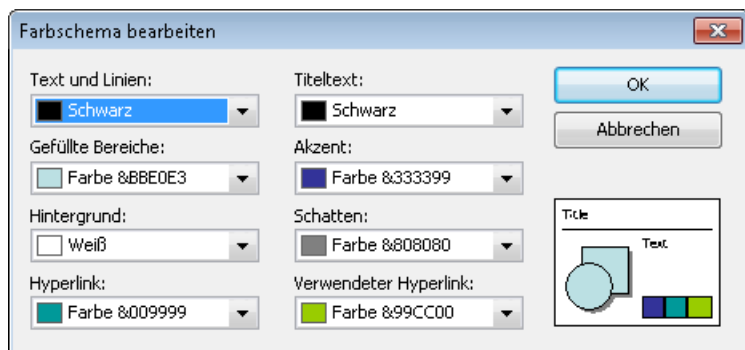 Farbschema bearbeiten
Text und Linien:
Schwarz
Titeltext:
Schwarz
OK
Abbrechen
Gefüllte Bereiche:
Farbe &BBE0E3
Akzent:
Farbe &333399
Hintergrund:
Weiß
Schatten:
Farbe &808080
Hyperlink:
Farbe &009999
Verwendeter Hyperlink:
Farbe &99CC00
Title
Text